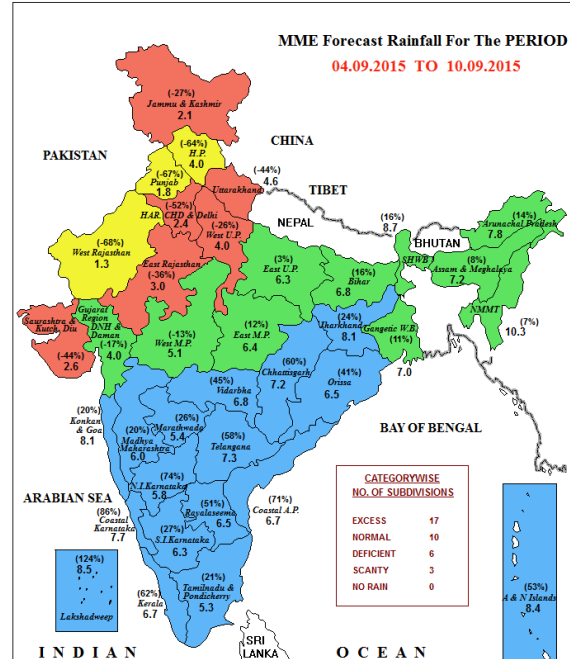 MME Forecast Rainfall For The PERIOD
04.09.2015 TO 10.09.2015
(-27%)
Jammu & Kashmir
2.1
CHINA
(-64%)
H.P.
4.0
PAKISTAN
(-67%)
Punjab
1.8
(-44%)
4.6
Uttarakhand
TIBET
(-52%)
HAR. CHD & Delhi
2.4
(-26%)
West U.P.
4.0
NEPAL
(16%)
8.7
(14%)
Arunachal Pradesh
7.8
BHUTAN
(-68%)
West Rajasthan
1.3
East Rajasthan
(-36%)
3.0
(3%)
East U.P.
6.3
(16%)
Bihar
6.8
SHWB
(8%)
Assam & Meghalaya
7.2
NMMT
(7%)
10.3
Saurashtra &
Kutch, Diu
(-44%)
2.6
Gujarat
Region
DNH &
Daman
(-17%)
4.0
(-13%)
West M.P.
5.1
(12%)
East M.P.
6.4
(24%)
Jharkhand
8.1
Gangetic W.B.
(11%)
7.0
(60%)
Chhattisgarh
7.2
(41%)
Orissa
6.5
(45%)
Vidarbha
6.8
(20%)
Konkan
& Goa
8.1
(20%)
Madhya
Maharashtra
6.0
(26%)
Marathwada
5.4
(58%)
Telangana
7.3
BAY OF BENGAL
ARABIAN SEA
(74%)
N.I.Karnataka
5.8
(86%)
Coastal
Karnataka
7.7
(51%)
Rayalaseema
6.5
(71%)
Coastal A.P.
6.7
(27%)
S.I.Karnataka
6.3
(21%)
Tamilnadu &
Pondicherry
5.3
(62%)
Kerala
6.7
(124%)
8.5
Lakshadweep
CATEGORYWISE
NO. OF SUBDIVISIONS
EXCESS 17
NORMAL 10
DEFICIENT 6
SCANTY 3
NO RAIN 0
(53%)
A & N Islands
8.4
SRI
LANKA
INDIAN OCEAN